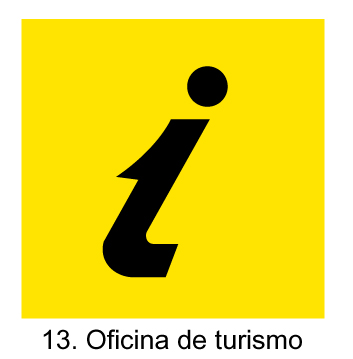 i
13. Oficina de turismo